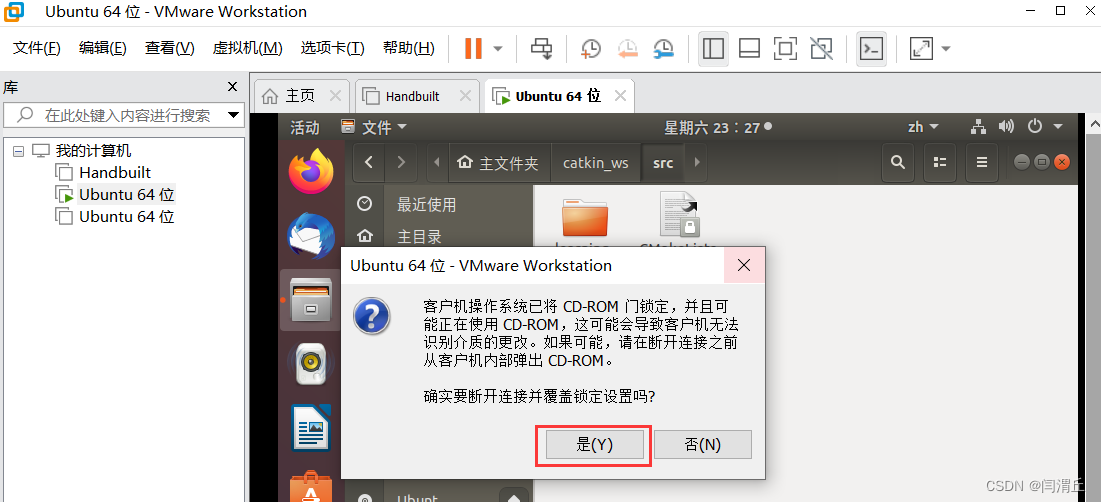 Ubuntu 64 位 - VMware Workstation
文件(F) 编辑(E) 查看(V) 虚拟机(M) 选项卡(T) 帮助(H)
库
在此处键入内容进行搜索
我的计算机
Handbuilt
Ubuntu 64 位
Ubuntu 64 位
主页 Handbuilt Ubuntu 64 位
活动 文件 星期六 23：27 zh
主文件夹 catkin_ws src
最近使用
主目录
Ubuntu 64 位 - VMware Workstation
客户机操作系统已将 CD-ROM 门锁定，并且可
能正在使用 CD-ROM，这可能会导致客户机无法
识别介质的更改。如果可能，请在断开连接之前
从客户机内部弹出 CD-ROM。
确实要断开连接并覆盖锁定设置吗?
是(Y) 否(N)
Ubunt
CSDN @闫渭丘